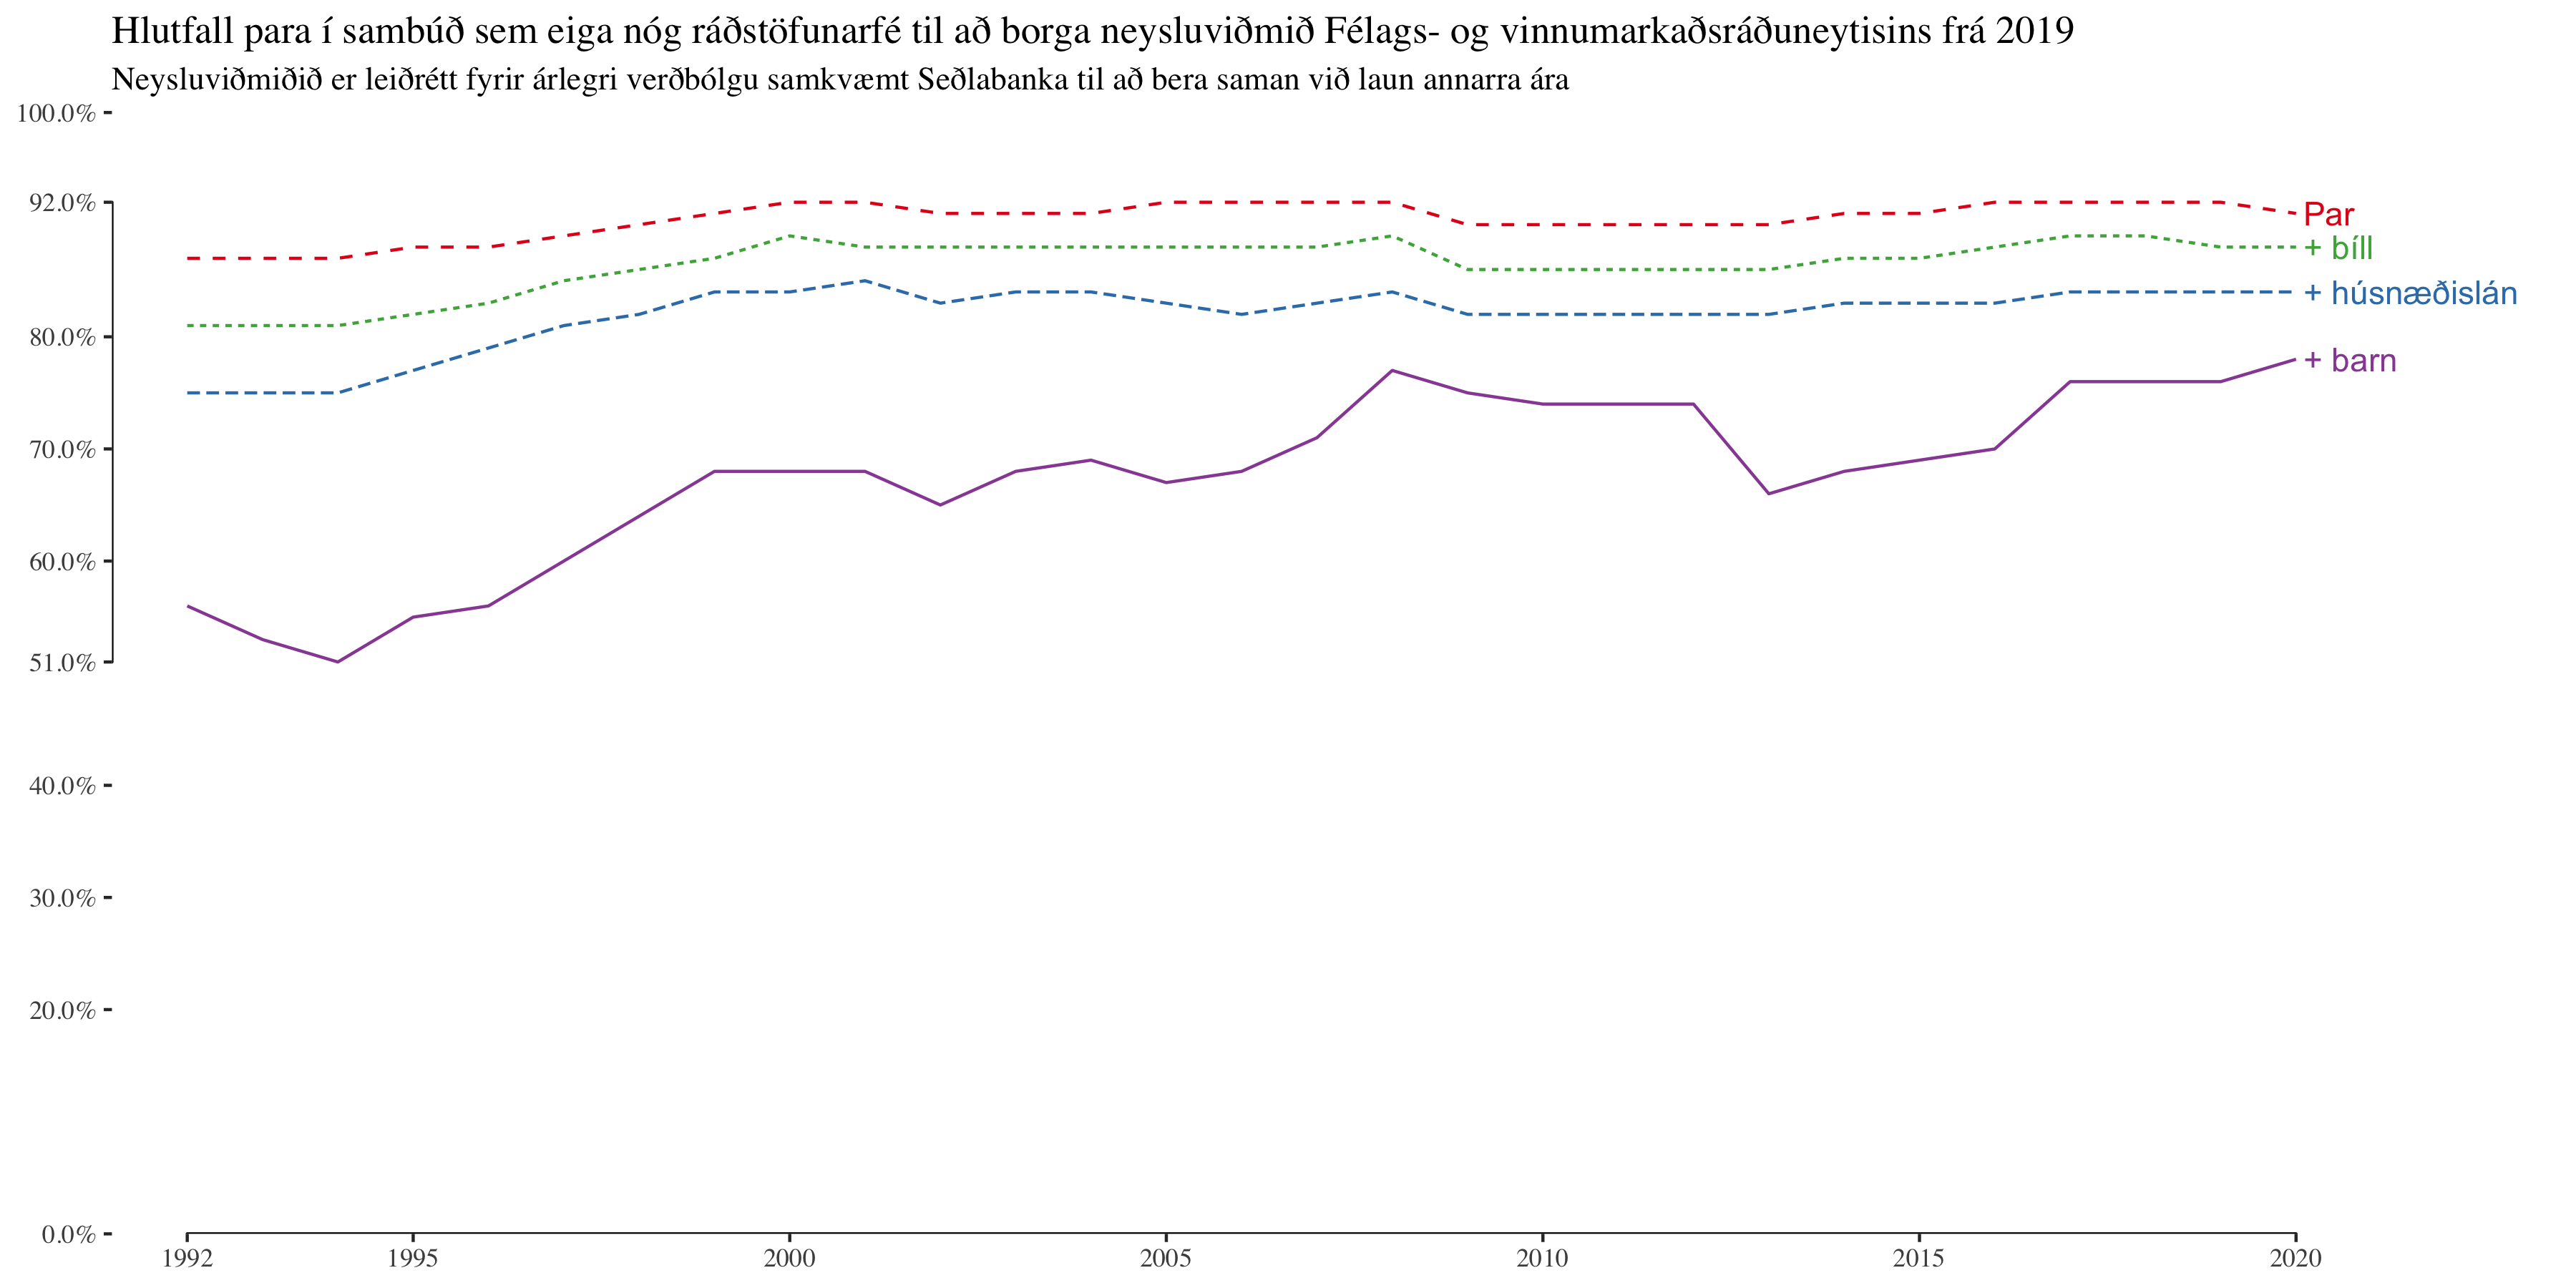 Hlutfall para í sambúð sem eiga nóg ráðstöfunarfé til að borga neysluviðmið Félags- og vinnumarkaðsráðuneytisins frá 2019
Neysluviðmiðið er leiðrétt fyrir árlegri verðbólgu samkvæmt Seðlabanka til að bera saman við laun annarra ára
100.0%
92.0%
80.0%
70.0%
60.0%
51.0%
40.0%
30.0%
20.0%
0.0%
Par
+ bíll
+ húsnæðislán
+ barn
1992 1995 2000 2005 2010 2015 2020